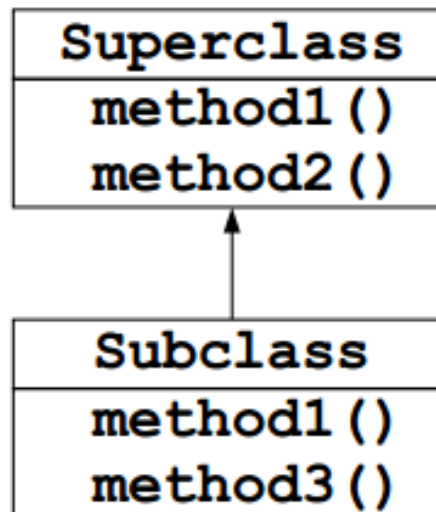 Superclass
method1()
method2()
Subclass
method1()
method3()